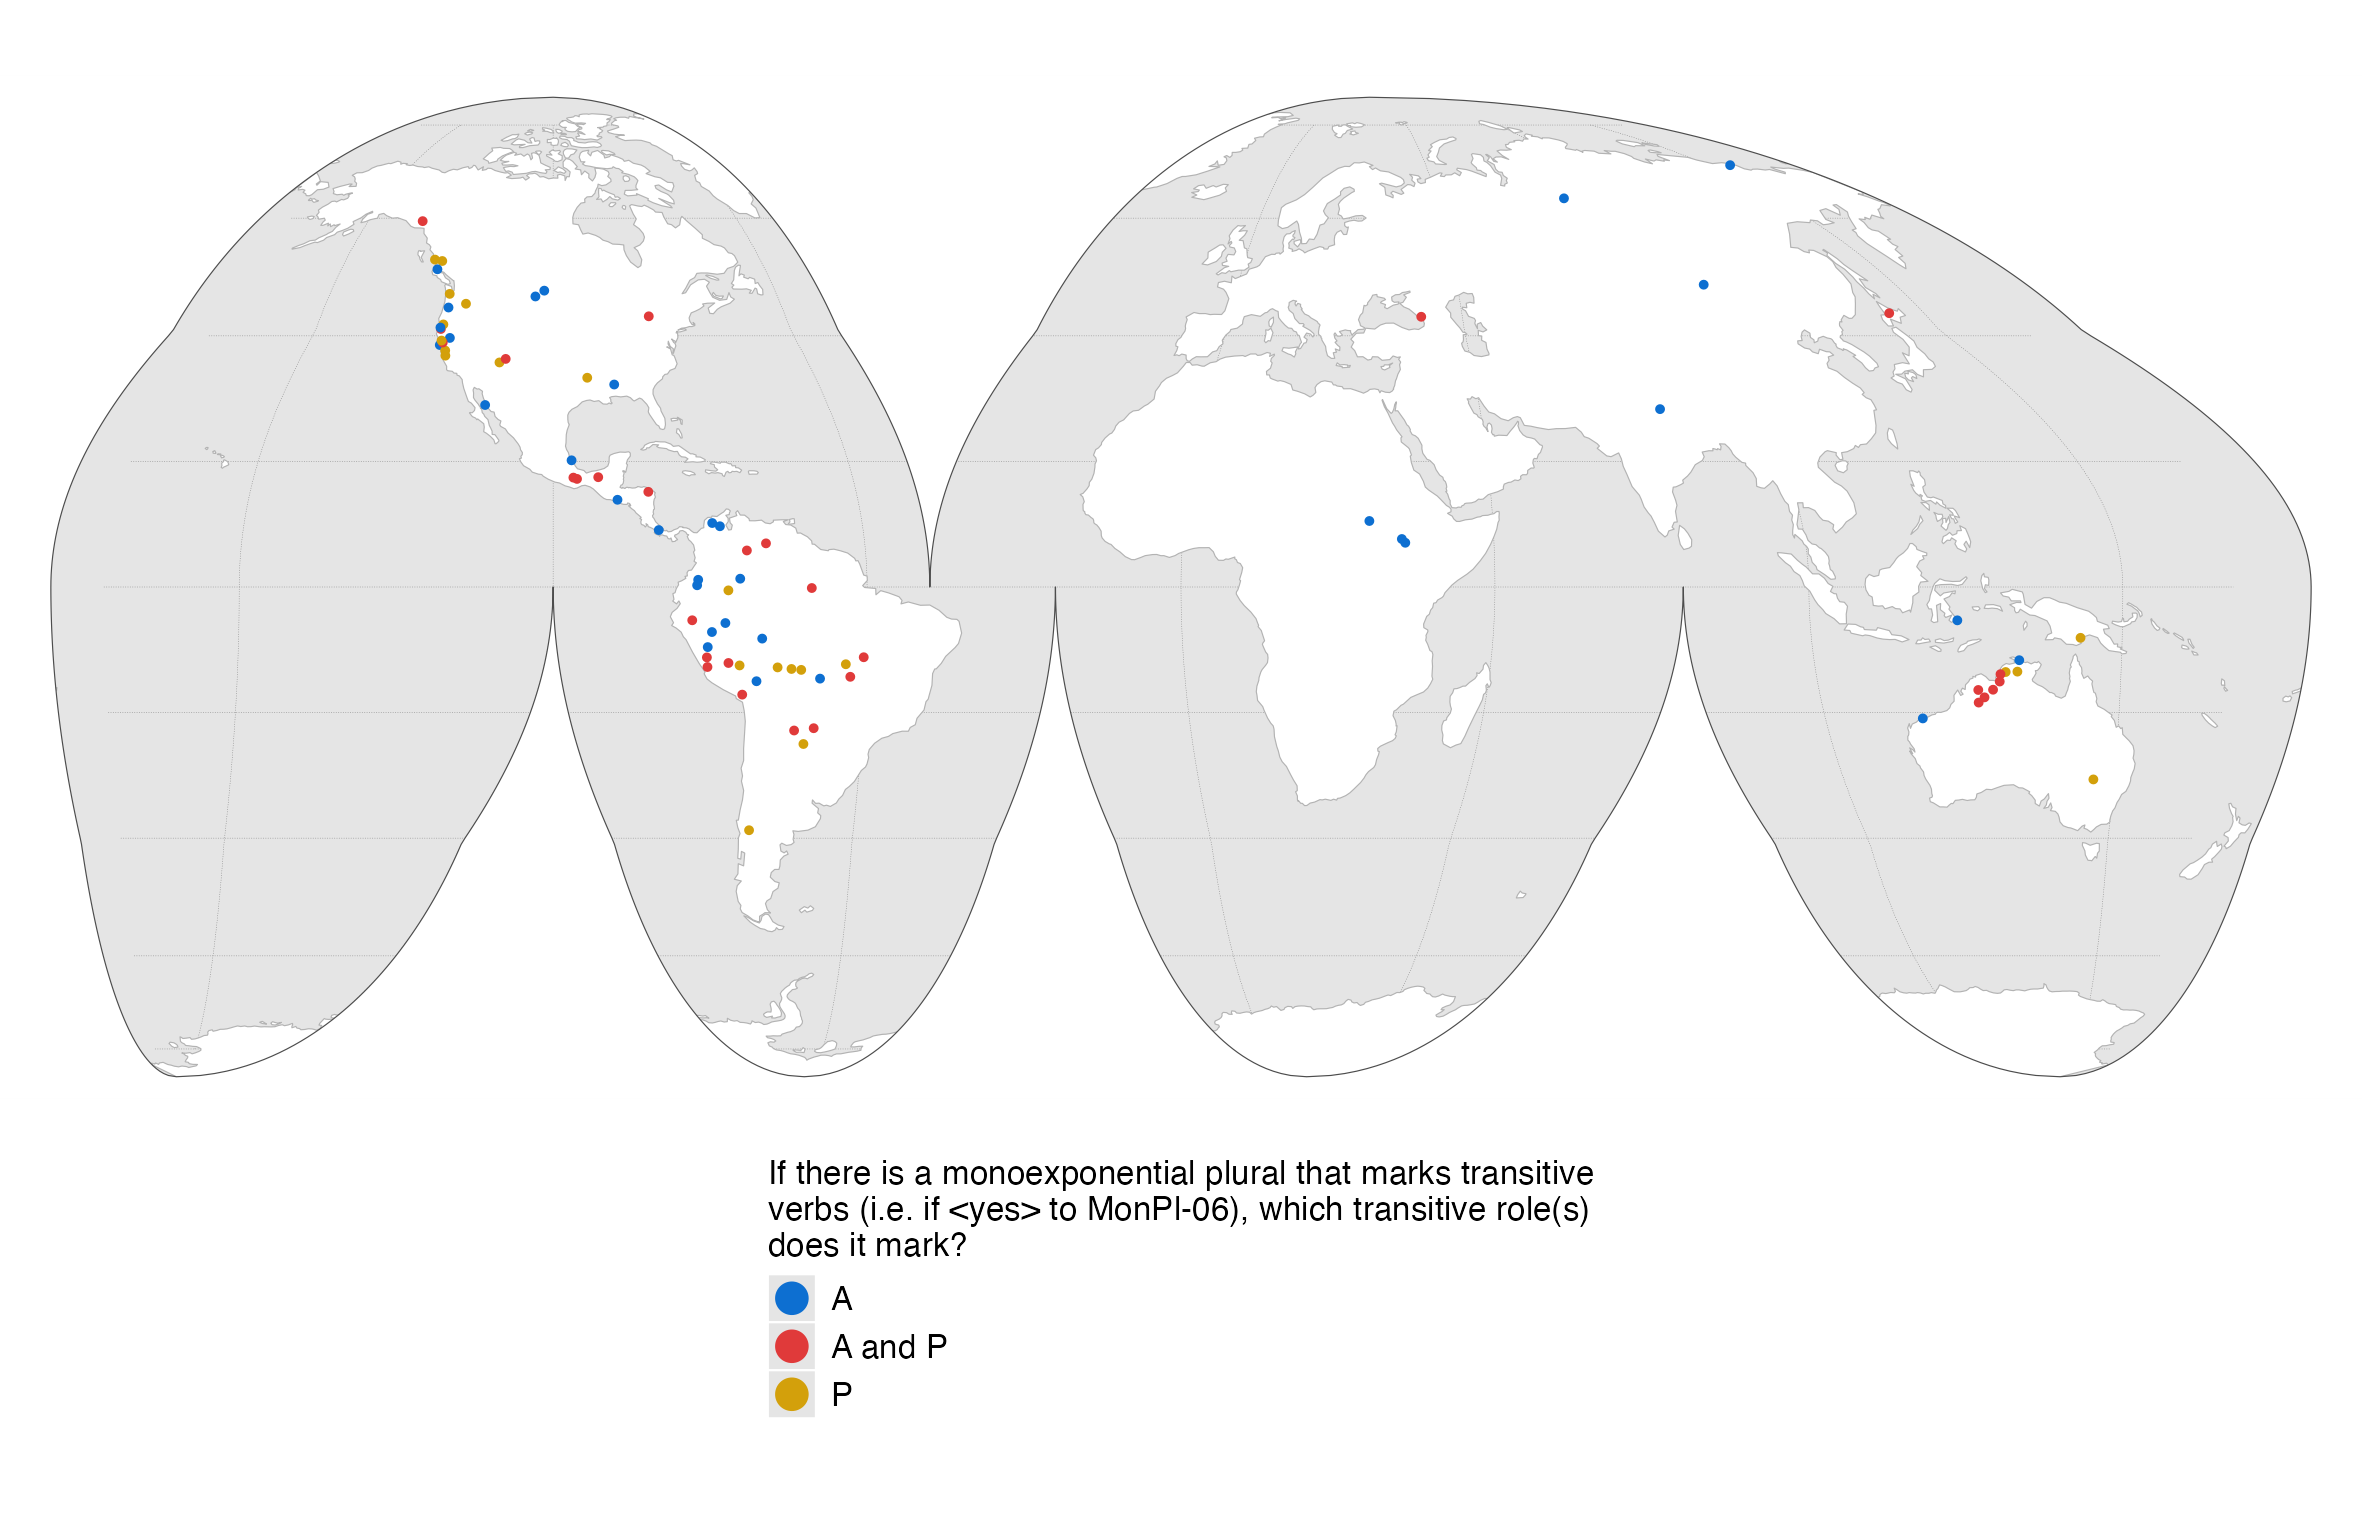 If there is a monoexponential plural that marks transitive
verbs (i.e. if <yes> to MonPl-06), which transitive role(s)
does it mark?
A
A and P
P